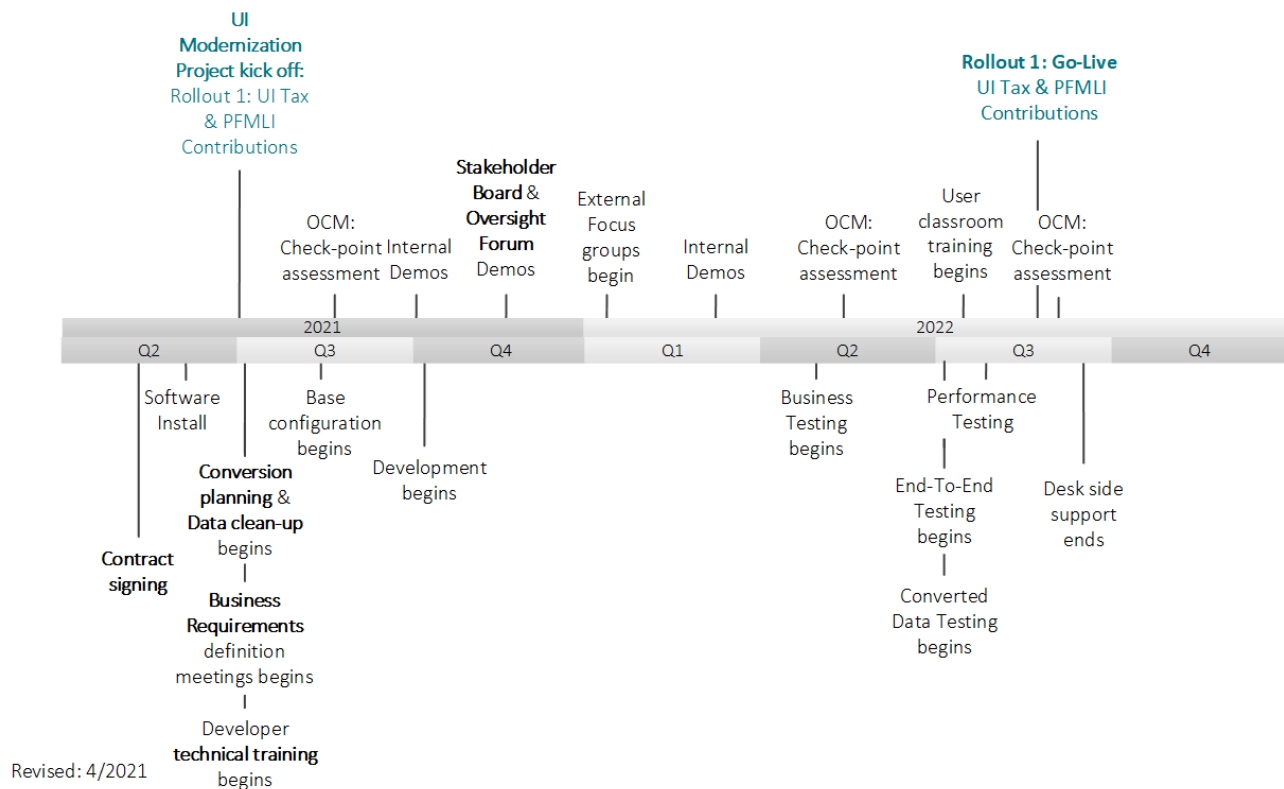 UI
Modernization
Project kick off:
Rollout 1: UI Tax
& PFMLI
Contributions
Rollout 1: Go-Live
UI Tax & PFMLI
Contributions
OCM:
Check-point
assessment
Internal
Demos
Stakeholder
Board &
Oversight
Forum
Demos
External
Focus
groups
begin
Internal
Demos
OCM:
Check-point
assessment
User
classroom
training
begins
OCM:
Check-point
assessment
2021
2022
Q2
Q3
Q4
Q1
Q2
Q3
Q4
Contract
signing
Software
Install
Conversion
planning &
Data clean-up
begins
Business
Requirements
definition
meetings begins
Developer
technical training
begins
Base
configuration
begins
Development
begins
Business
Testing
begins
Performance
Testing
End-To-End
Testing
begins
Converted
Data Testing
begins
Desk side
support
ends
Revised: 4/2021